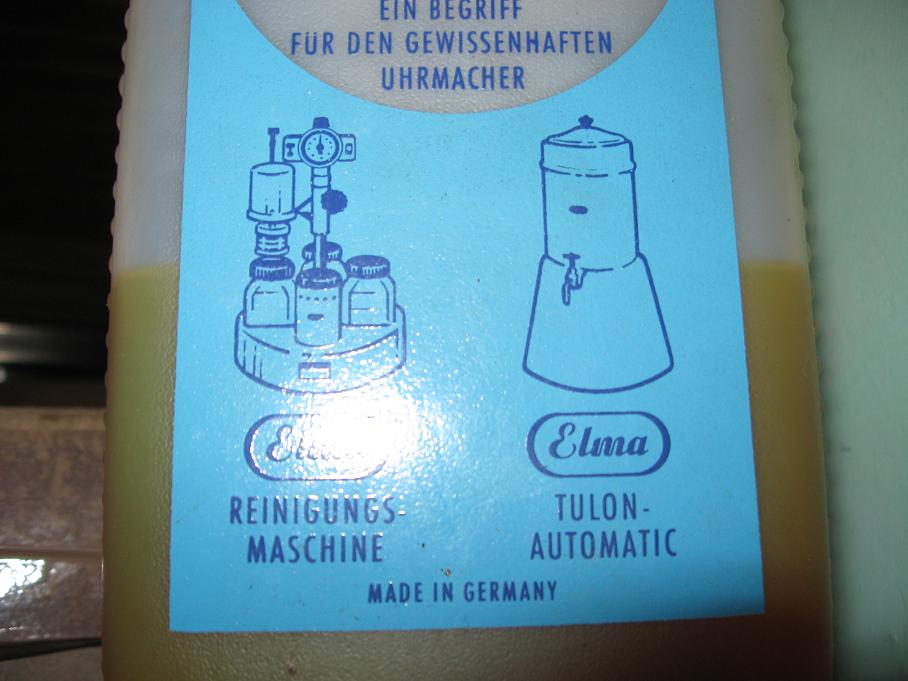 EIN BEGRIFF
FÜR DEN GEWISSENHAFTEN
UHRMACHER
Elma
REINIGUNGS-
MASCHINE
TULON-
AUTOMATIC
MADE IN GERMANY